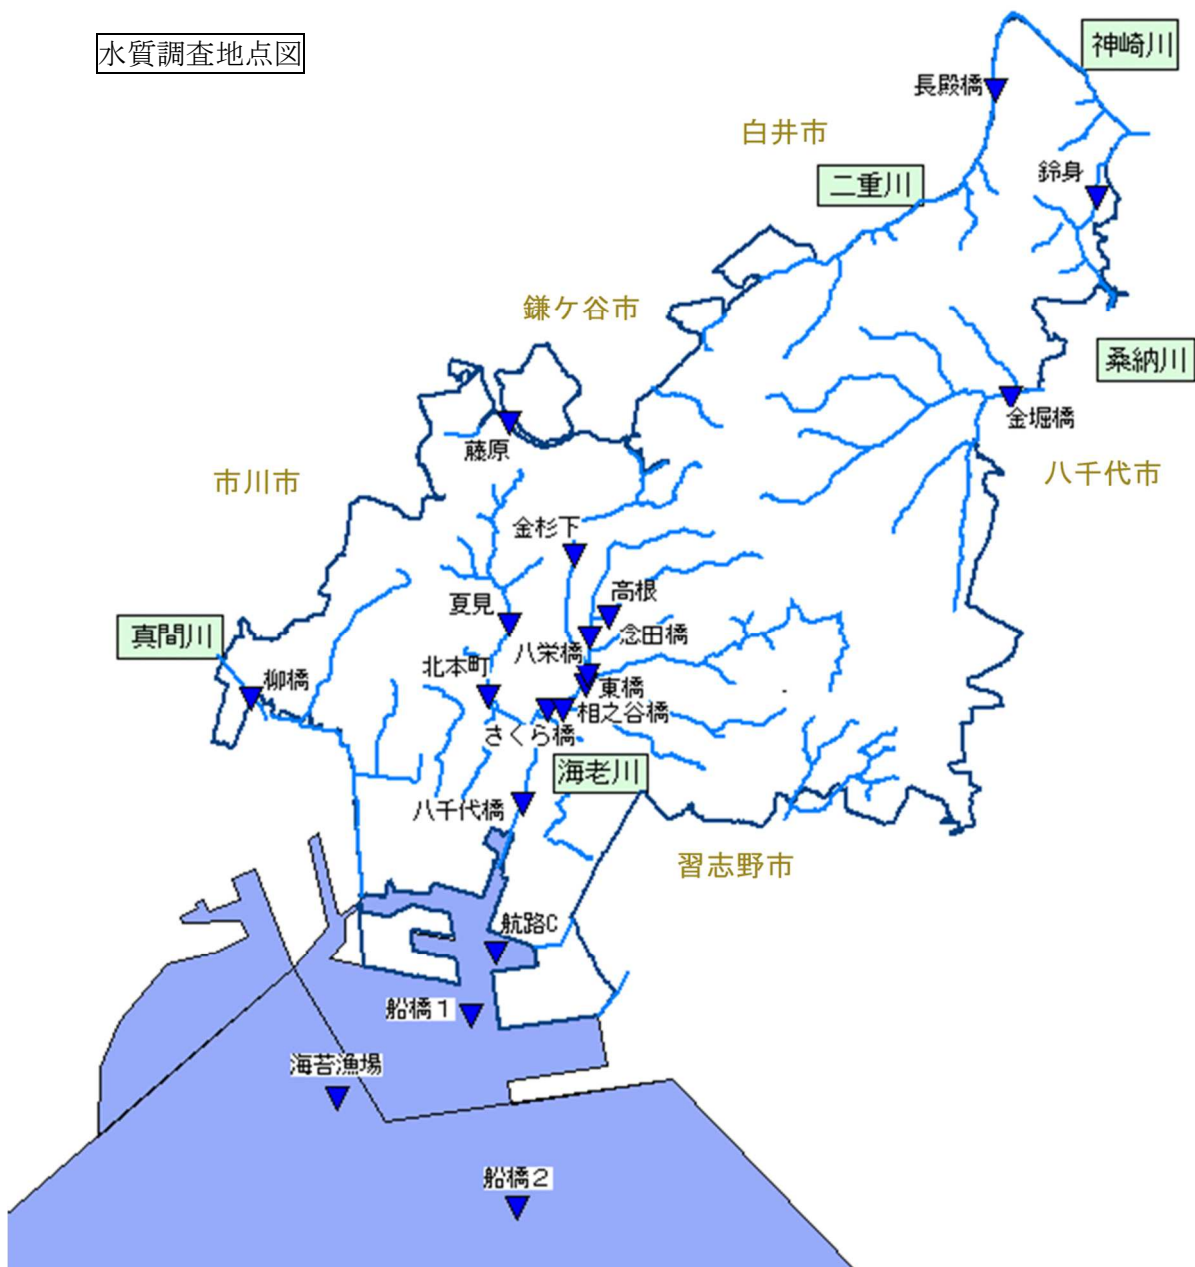 水質調査地点図
神崎川
長殿橋
白井市
鈴身
二重川
鎌ケ谷市
桑納川
金堀橋
藤原
八千代市
市川市
金杉下
高根
夏見
念田橋
真間川
八栄橋
北本町
柳橋
東橋
相之谷橋
さくら橋
海老川
八千代橋
習志野市
航路C
船橋1
海苔漁場
船橋2